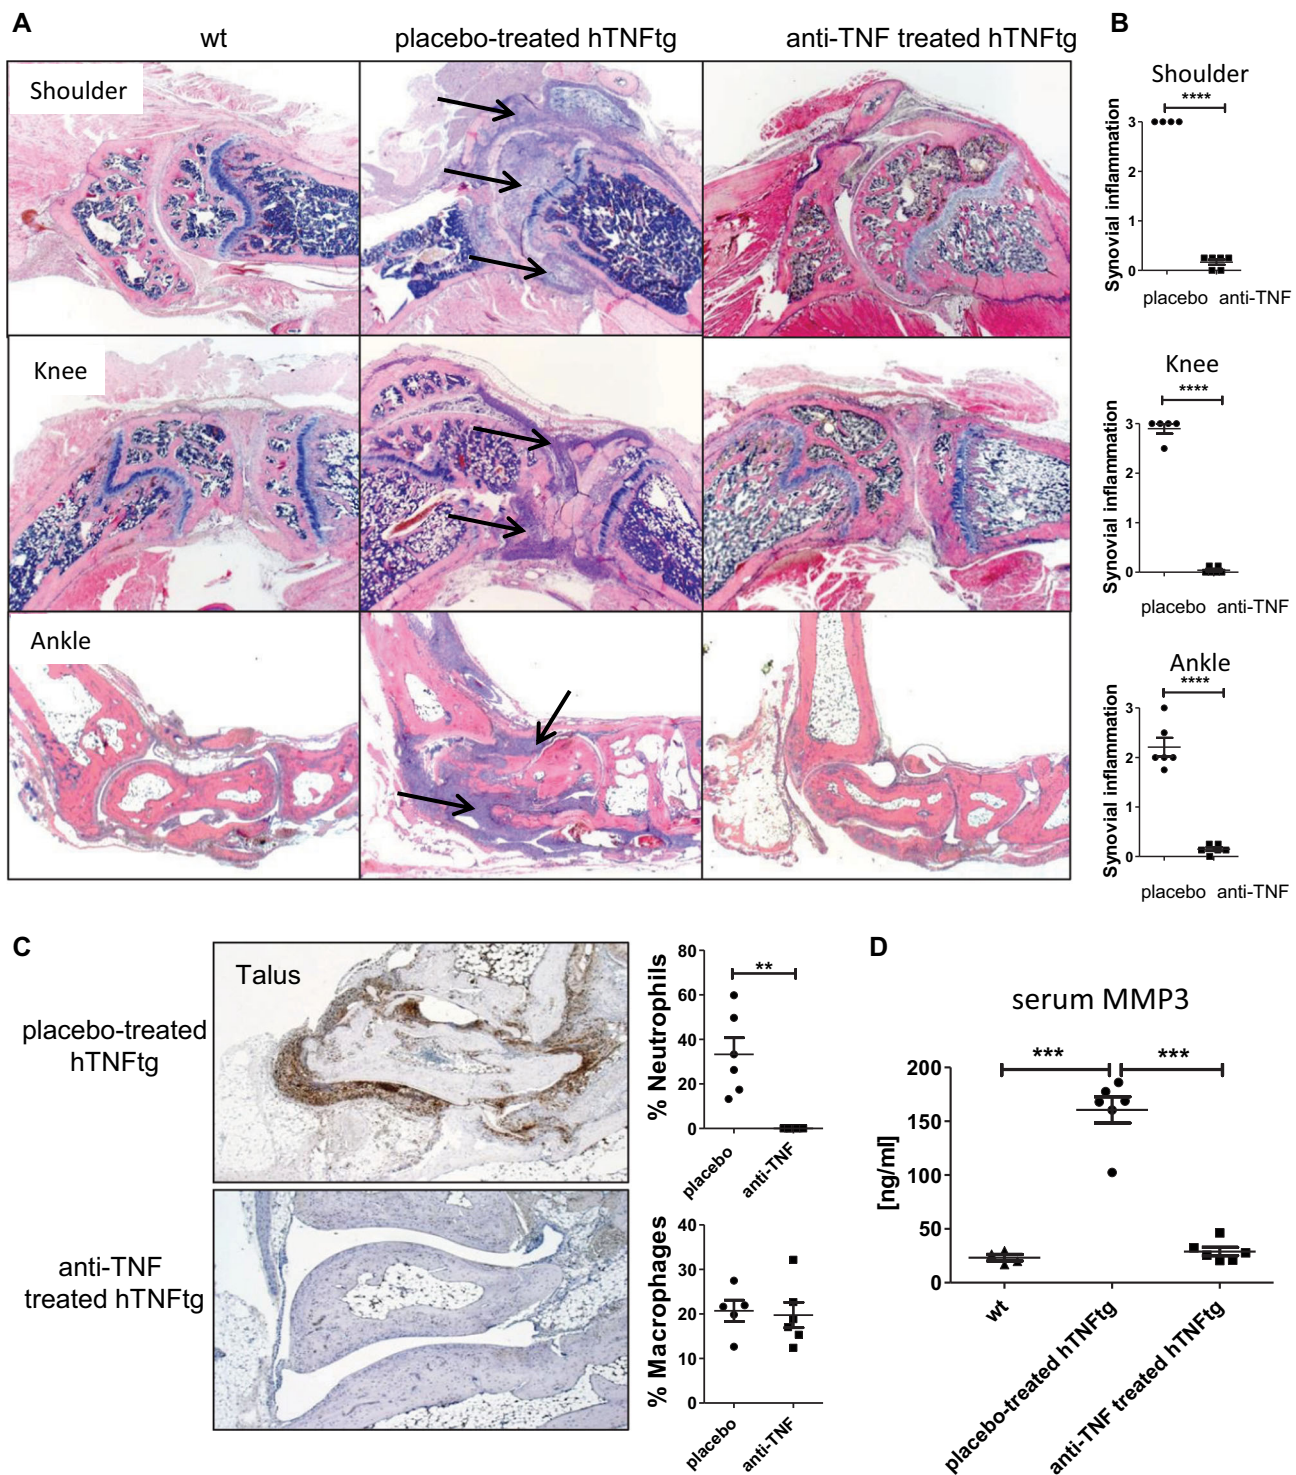 A
wt
placebo-treated hTNFtg
anti-TNF treated hTNFtg
Shoulder
Knee
Ankle
B
Shoulder
****
Synovial inflammation
3
2
1
0
placebo
anti-TNF
Knee
****
Synovial inflammation
3
2
1
0
placebo
anti-TNF
Ankle
****
Synovial inflammation
3
2
1
0
placebo
anti-TNF
C
placebo-treated
hTNFtg
Talus
anti-TNF
treated hTNFtg
% Neutrophils
80
60
40
20
0
**
placebo
anti-TNF
% Macrophages
40
30
20
10
0
placebo
anti-TNF
D
serum MMP3
***
***
[ng/ml]
200
150
100
50
0
wt
placebo-treated hTNFtg
anti-TNF treated hTNFtg